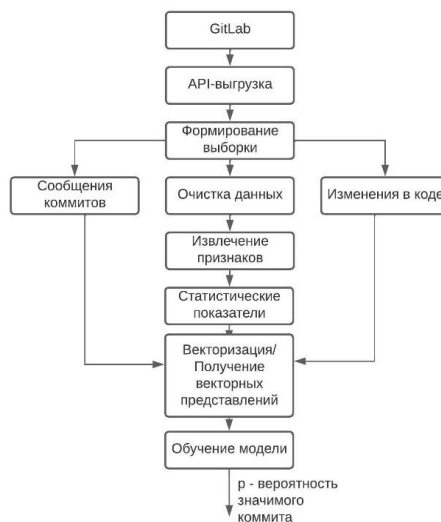 GitLab
API-выгрузка
Формирование
выборки
Сообщения
коммитов
Очистка данных
Изменения в коде
Извлечение
признаков
Статистические
показатели
Векторизация/
Получение
векторных
представлений
Обучение модели
p - вероятность
значимого
коммита